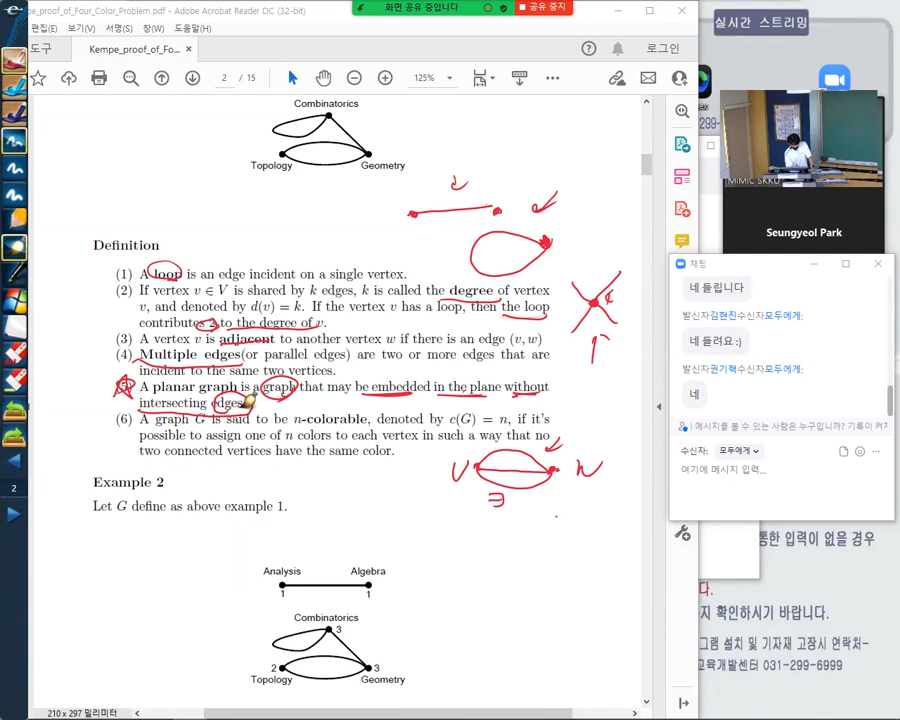 Kempe_proof_of_Four_Color_Problem.pdf - Adobe Acrobat Reader DC (32-bit)
화면 공유 중입니다
공유 중지
편집(E) 보기(V) 서명(S) 창(W) 도움말(H)
도구
Kempe_proof_of_Fo...
로그인
2 / 15
125%
Combinatorics
Topology
Geometry
Definition
(1) A loop is an edge incident on a single vertex.
(2) If vertex v ∈ V is shared by k edges, k is called the degree of vertex
v, and denoted by d(v) = k. If the vertex v has a loop, then the loop
contributes 2 to the degree of v.
(3) A vertex v is adjacent to another vertex w if there is an edge (v, w)
(4) Multiple edges(or parallel edges) are two or more edges that are
incident to the same two vertices.
(5) A planar graph is a graph that may be embedded in the plane without
intersecting edges
(6) A graph G is said to be n-colorable, denoted by c(G) = n, if it's
possible to assign one of n colors to each vertex in such a way that no
two connected vertices have the same color.
V
W
3
Example 2
Let G define as above example 1.
Analysis
Algebra
1
1
Combinatorics
3
2
3
Topology
Geometry
2
210 x 297 밀리미터
실시간 스트리밍
MIMIC SKKU
Seungyeol Park
채팅
네 들립니다
발신자 김현진 수신자 모두에게:
네 들려요 :)
발신자 권기혁 수신자 모두에게:
네
메시지를 볼 수 있는 사람은 누구입니까? 기록이 켜지
수신자: 모두에게
여기에 메시지 입력...
통한 입력이 없을 경우
다.
지 확인하시기 바랍니다.
그램 설치 및 기자재 고장시 연락처-
교육개발센터 031-299-6999